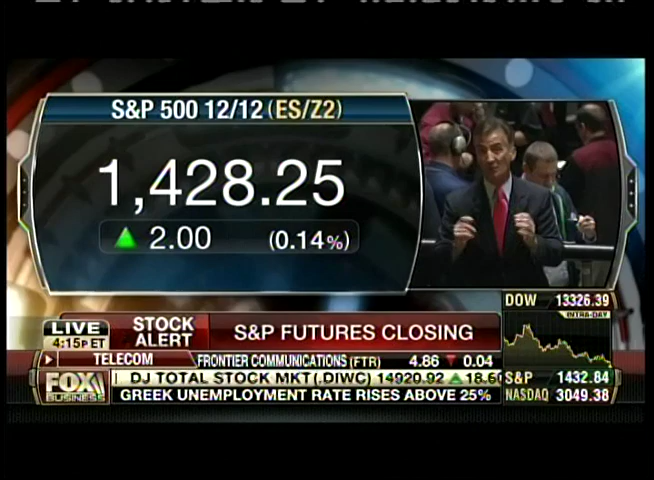 S&P 500 12/12 (ES/Z2)
1,428.25
2.00 (0.14%)
LIVE
4:15P ET
STOCK ALERT
S&P FUTURES CLOSING
DOW 13326.39
INTRA-DAY
TELECOM
FRONTIER COMMUNICATIONS (FTR) 4.86 ▼ 0.04
FOX
BUSINESS
DJ TOTAL STOCK MKT (.DIWC) 14920.92 ▲
S&P 1432.84
GREEK UNEMPLOYMENT RATE RISES ABOVE 25%
NASDAQ 3049.38